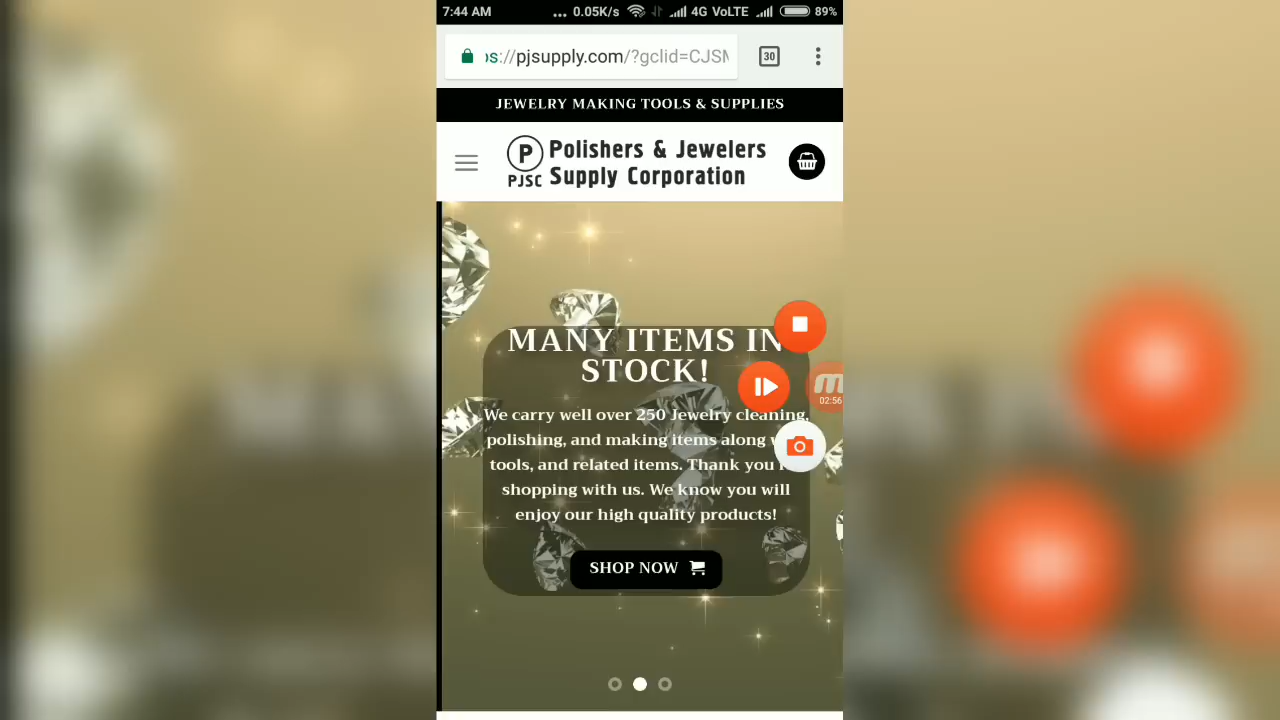 7:44 AM ... 0.05K/s 4G VoLTE 89%
ps://pjsupply.com/?gclid=CJSM 30
JEWELRY MAKING TOOLS & SUPPLIES
P Polishers & Jewelers
PJSC Supply Corporation
MANY ITEMS IN
STOCK!
We carry well over 250 Jewelry cleaning,
02:56
polishing, and making items along
tools, and related items. Thank you
shopping with us. We know you will
enjoy our high quality products!
SHOP NOW